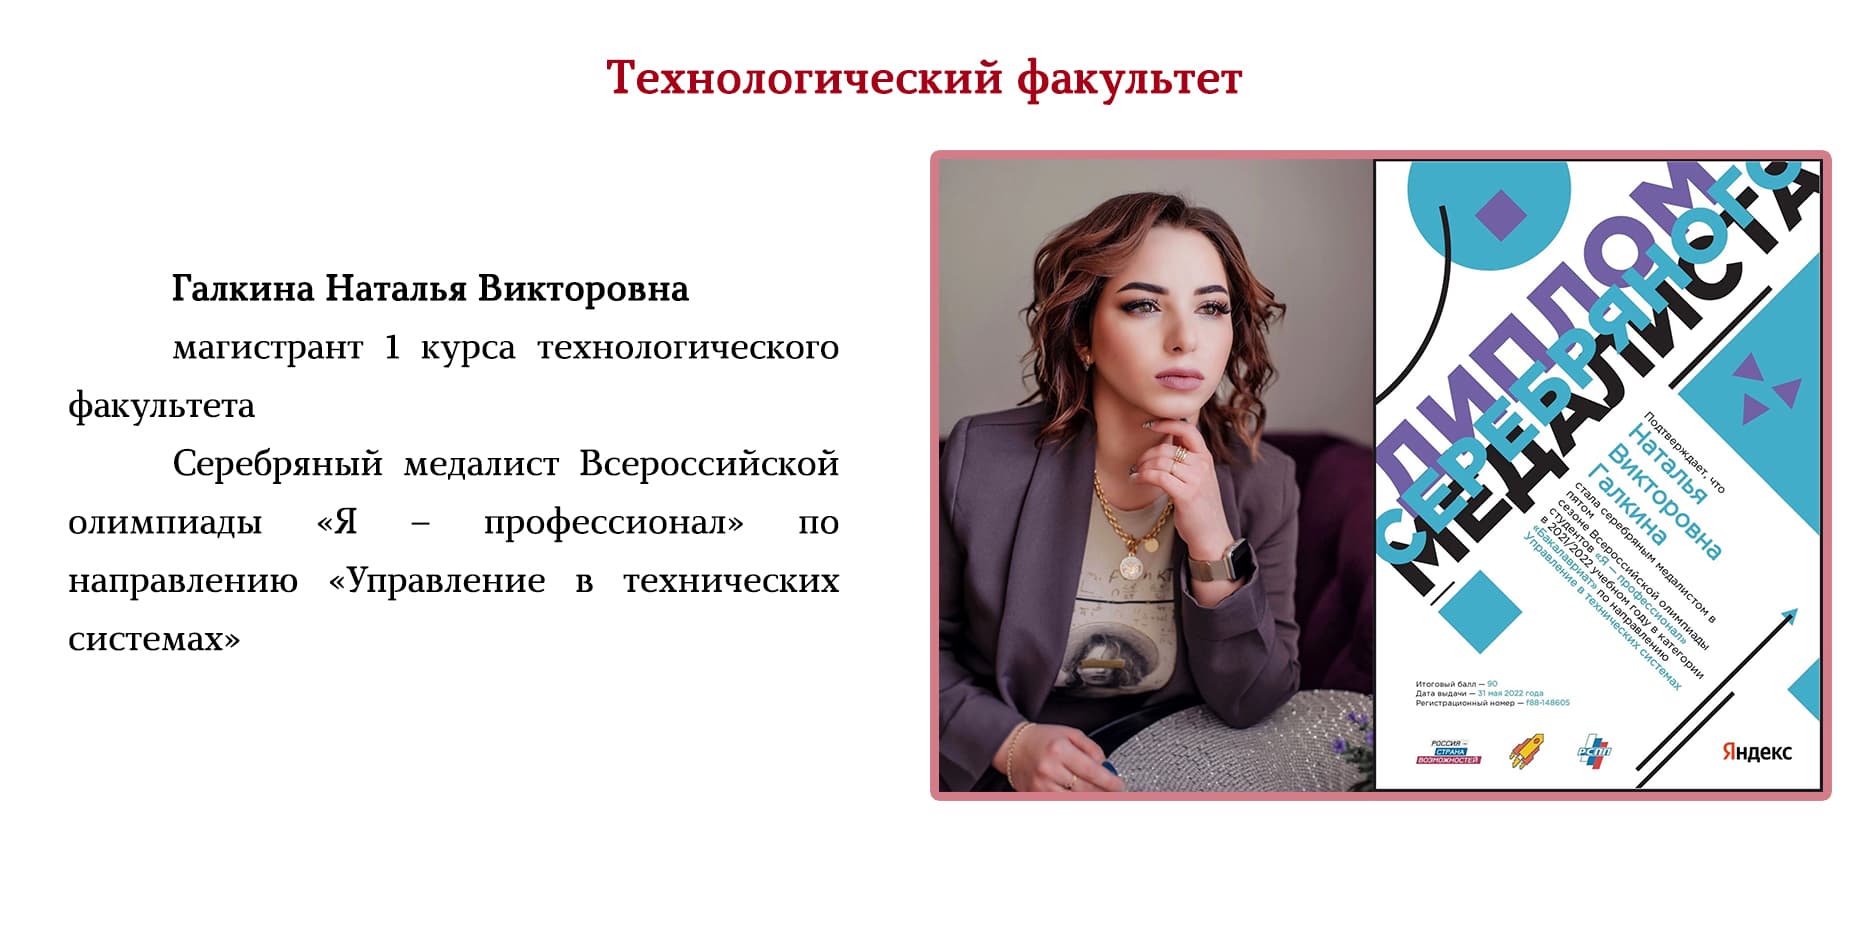 Технологический факультет
Галкина Наталья Викторовна
магистрант 1 курса технологического
факультета
Серебряный медалист Всероссийской
олимпиады «Я – профессионал» по
направлению «Управление в технических
системах»
ДИПЛОМ
СЕРЕБРЯНОГО
МЕДАЛИСТА
Подтверждает, что
Наталья
Викторовна
Галкина
стала серебряным медалистом в
пятом
сезоне Всероссийской олимпиады
студентов «Я – профессионал»
в 2021/2022 учебном году в категории
«Бакалавриат» по направлению
Управление в технических системах
Итоговый балл — 90
Дата выдачи — 31 мая 2022 года
Регистрационный номер — f88-148605
РОССИЯ –
СТРАНА
ВОЗМОЖНОСТЕЙ
РСПП
Яндекс